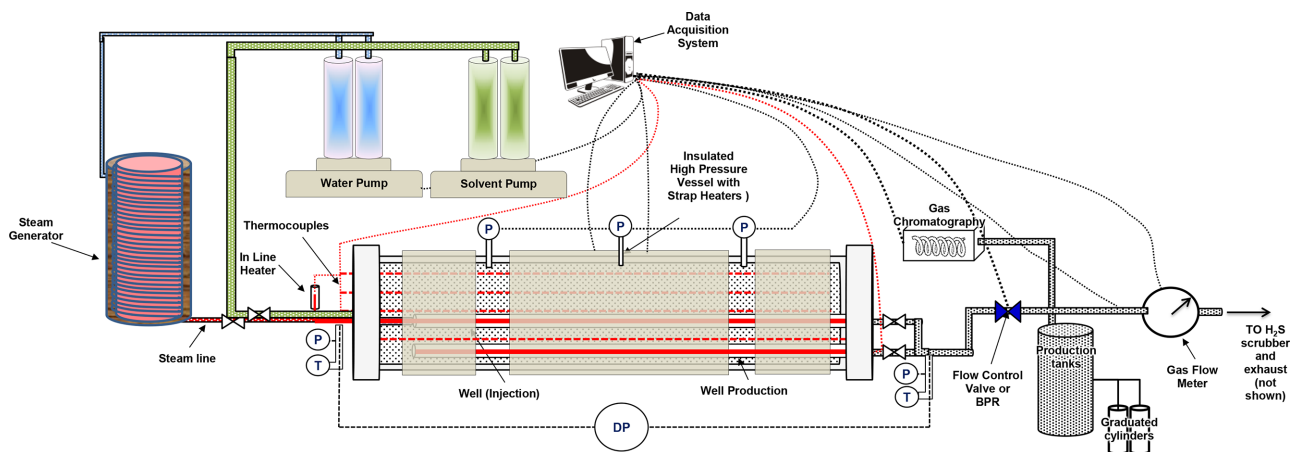 Data
Acquisition
System
Water Pump
Solvent Pump
Insulated
High Pressure
Vessel with
Strap Heaters )
Steam
Generator
Thermocouples
In Line
Heater
Gas
Chromatography
P
P
P
Steam line
P
T
Well (Injection)
Well Production
DP
P
T
Flow Control
Valve or
BPR
Production
tanks
Graduated
cylinders
Gas Flow
Meter
TO H₂S
scrubber
and
exhaust
(not
shown)